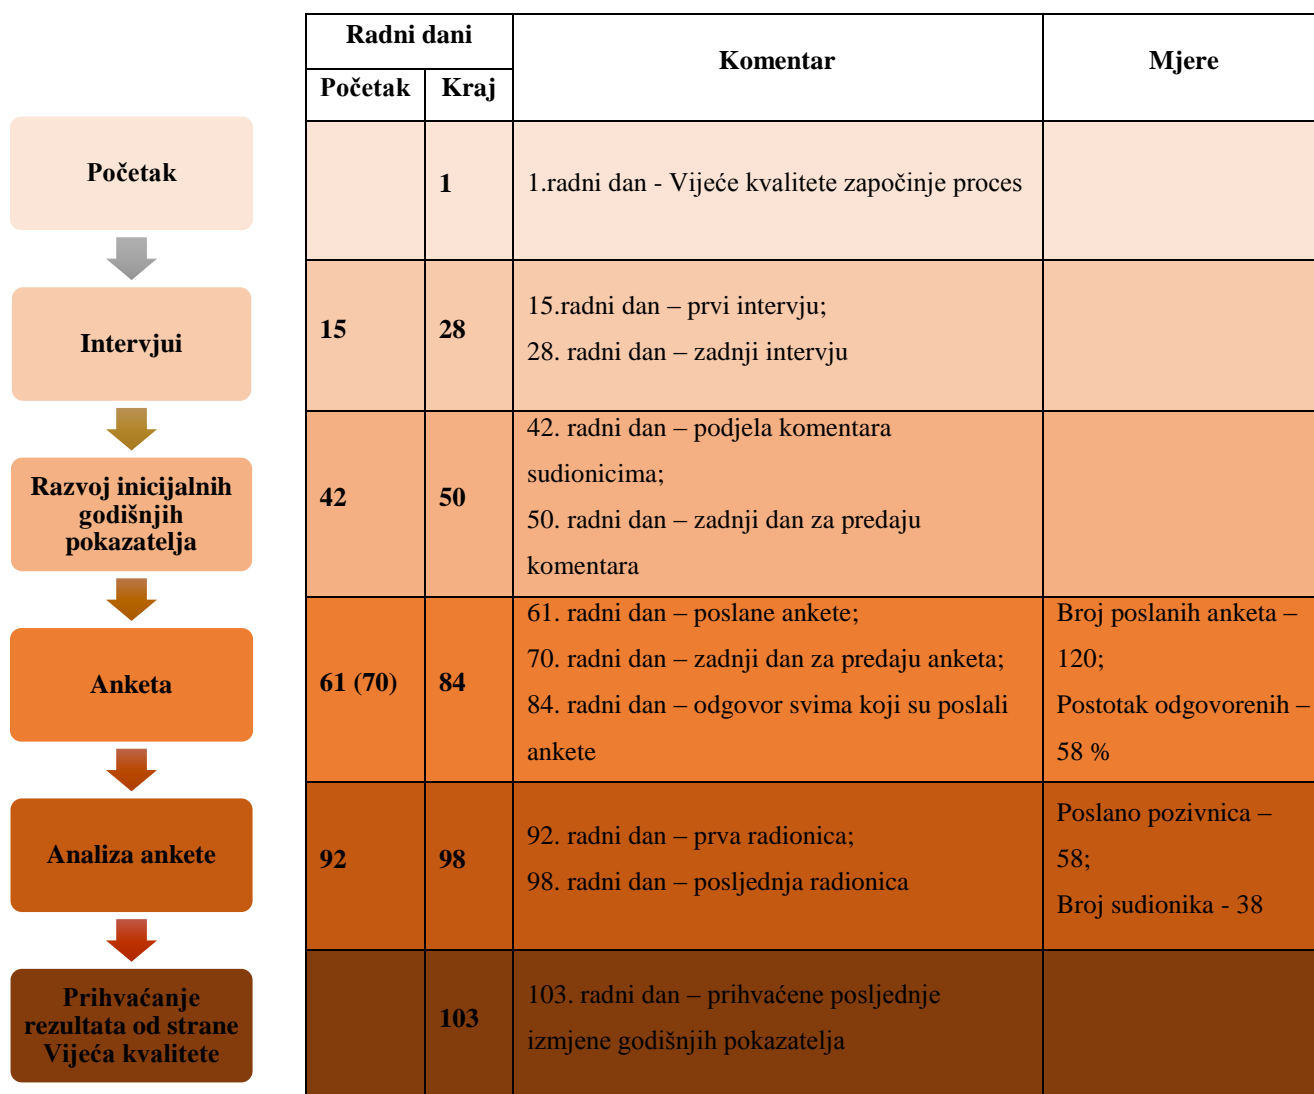 Radni dani
Komentar
Mjere
Početak
Kraj
Početak
1
1.radni dan - Vijeće kvalitete započinje proces
Intervjui
15
28
15.radni dan – prvi intervju;
28. radni dan – zadnji intervju
Razvoj inicijalnih
godišnjih
pokazatelja
42
50
42. radni dan – podjela komentara
sudionicima;
50. radni dan – zadnji dan za predaju
komentara
Anketa
61 (70)
84
61. radni dan – poslane ankete;
70. radni dan – zadnji dan za predaju anketa;
84. radni dan – odgovor svima koji su poslali
ankete
Broj poslanih anketa –
120;
Postotak odgovorenih –
58 %
Analiza ankete
92
98
92. radni dan – prva radionica;
98. radni dan – posljednja radionica
Poslano pozivnica –
58;
Broj sudionika - 38
Prihvaćanje
rezultata od strane
Vijeća kvalitete
103
103. radni dan – prihvaćene posljednje
izmjene godišnjih pokazatelja